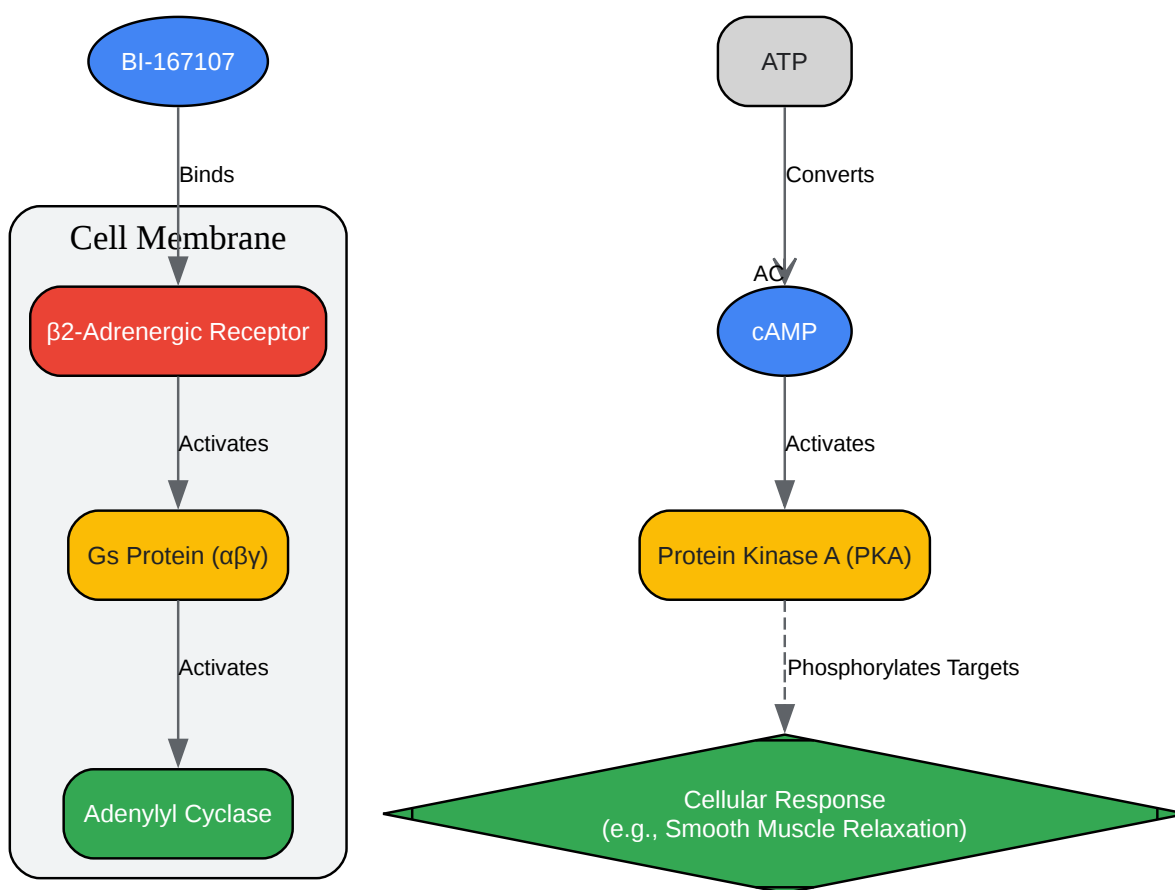 BI-167107
Binds
Cell Membrane
β2-Adrenergic Receptor
Activates
Gs Protein (αβγ)
Activates
Adenylyl Cyclase
ATP
Converts
AC
cAMP
Activates
Protein Kinase A (PKA)
Phosphorylates Targets
Cellular Response
(e.g., Smooth Muscle Relaxation)